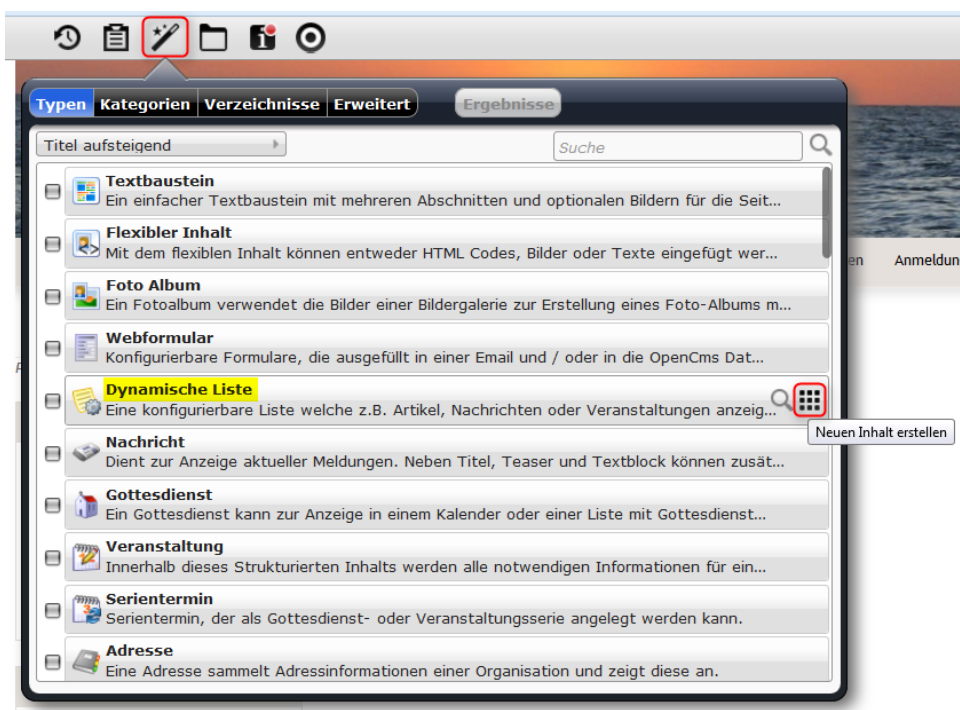 Typen Kategorien Verzeichnisse Erweitert Ergebnisse
Titel aufsteigend Suche
Textbaustein
Ein einfacher Textbaustein mit mehreren Abschnitten und optionalen Bildern für die Seit...
Flexibler Inhalt
Mit dem flexiblen Inhalt können entweder HTML Codes, Bilder oder Texte eingefügt wer...
en Anmeldun
Foto Album
Ein Fotoalbum verwendet die Bilder einer Bildergalerie zur Erstellung eines Foto-Albums m...
Webformular
Konfigurierbare Formulare, die ausgefüllt in einer Email und / oder in die OpenCms Dat...
Dynamische Liste
Eine konfigurierbare Liste welche z.B. Artikel, Nachrichten oder Veranstaltungen anzeig...
Neuen Inhalt erstellen
Nachricht
Dient zur Anzeige aktueller Meldungen. Neben Titel, Teaser und Textblock können zusät...
Gottesdienst
Ein Gottesdienst kann zur Anzeige in einem Kalender oder einer Liste mit Gottesdienst...
Veranstaltung
Innerhalb dieses Strukturierten Inhalts werden alle notwendigen Informationen für ein...
Serientermin
Serientermin, der als Gottesdienst- oder Veranstaltungsserie angelegt werden kann.
Adresse
Eine Adresse sammelt Adressinformationen einer Organisation und zeigt diese an.